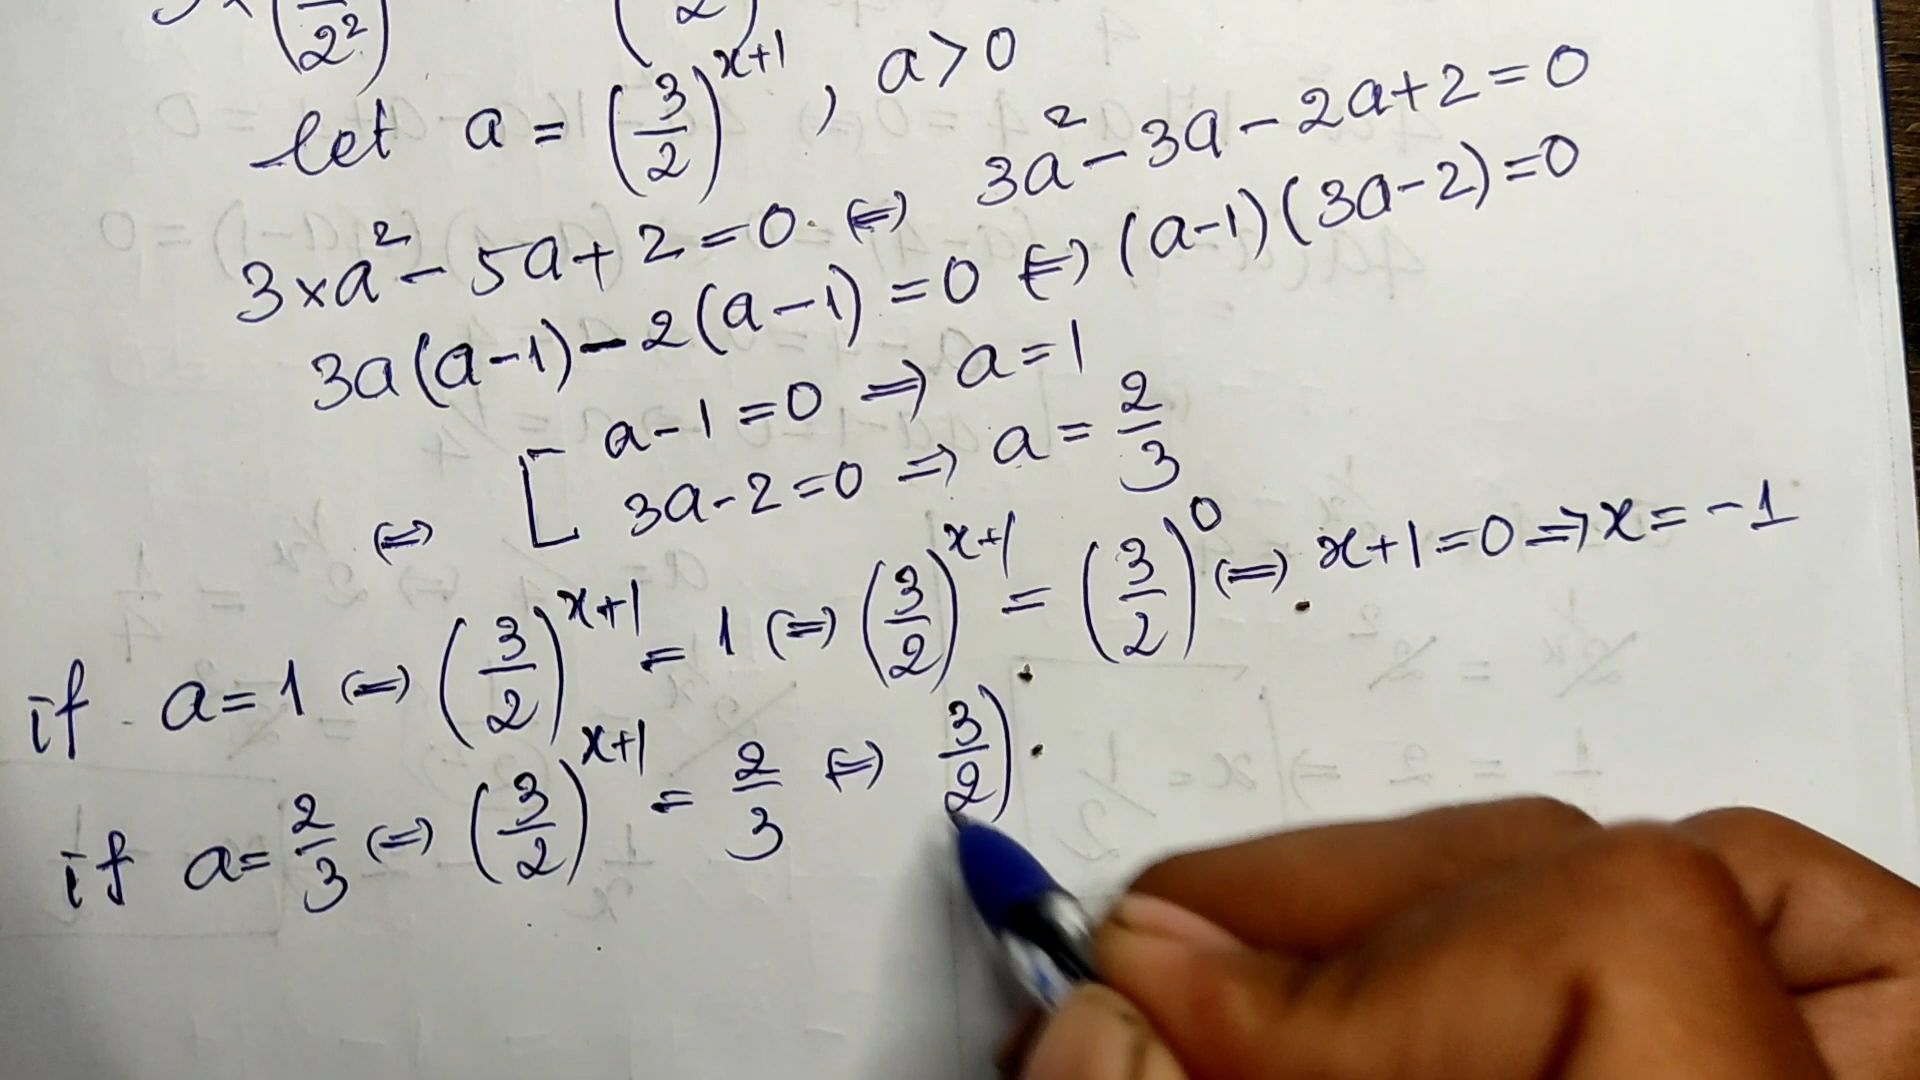 2²
2
let a = (3/2)^(x+1), a>0
3×a² - 5a + 2 = 0 ⇔ 3a² - 3a - 2a + 2 = 0
3a(a-1) - 2(a-1) = 0 ⇔ (a-1)(3a-2) = 0
⇔ [ a-1 = 0 ⇒ a = 1
3a-2 = 0 ⇒ a = 2/3
if a = 1 ⇔ (3/2)^(x+1) = 1 ⇔ (3/2)^(x+1) = (3/2)^0 ⇔ x+1 = 0 ⇒ x = -1
if a = 2/3 ⇔ (3/2)^(x+1) = 2/3 ⇔ 3/2)